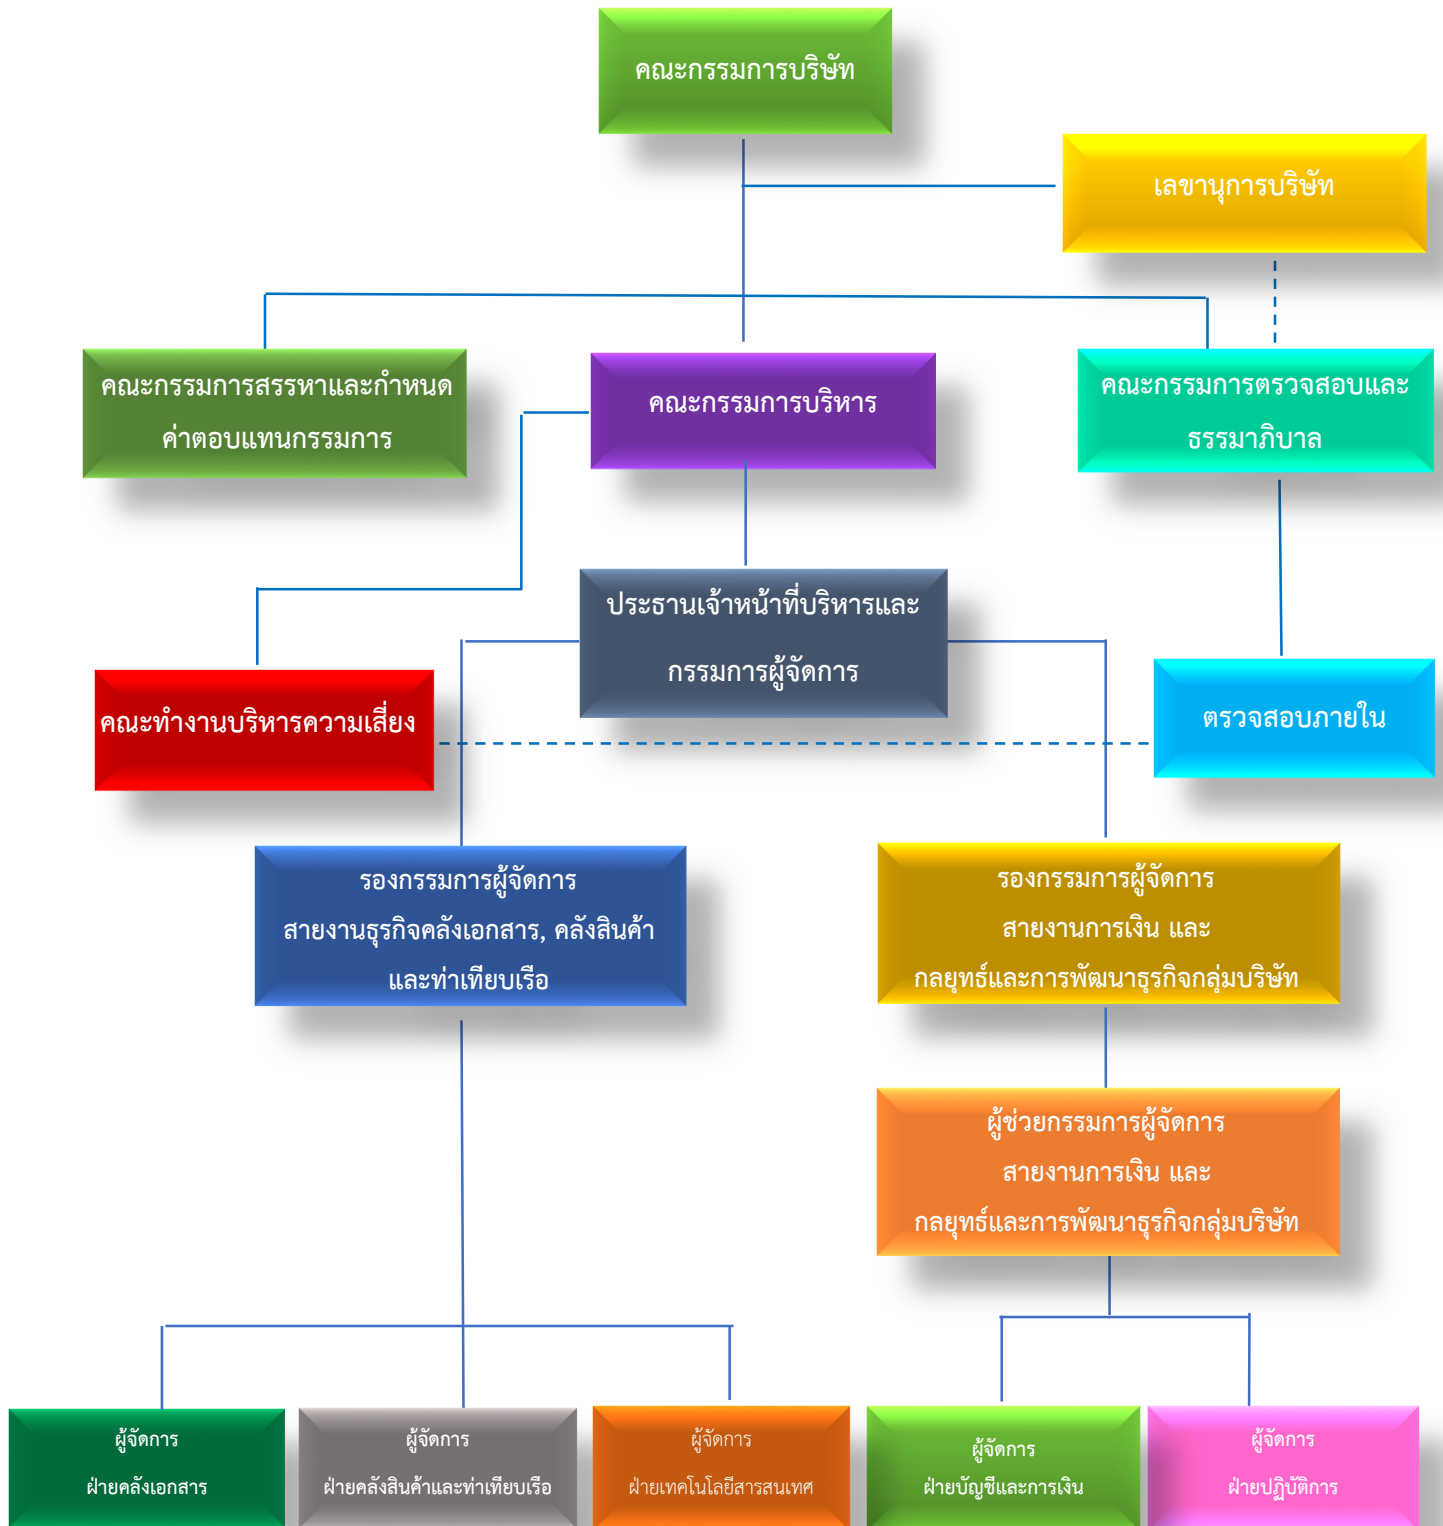 คณะกรรมการบริษัท
เลขานุการบริษัท
คณะกรรมการสรรหาและกำหนด
ค่าตอบแทนกรรมการ
คณะกรรมการบริหาร
คณะกรรมการตรวจสอบและ
ธรรมาภิบาล
ประธานเจ้าหน้าที่บริหารและ
กรรมการผู้จัดการ
คณะทำงานบริหารความเสี่ยง
ตรวจสอบภายใน
รองกรรมการผู้จัดการ
สายงานธุรกิจคลังเอกสาร, คลังสินค้า
และท่าเทียบเรือ
รองกรรมการผู้จัดการ
สายงานการเงิน และ
กลยุทธ์และการพัฒนาธุรกิจกลุ่มบริษัท
ผู้ช่วยกรรมการผู้จัดการ
สายงานการเงิน และ
กลยุทธ์และการพัฒนาธุรกิจกลุ่มบริษัท
ผู้จัดการ
ฝ่ายคลังเอกสาร
ผู้จัดการ
ฝ่ายคลังสินค้าและท่าเทียบเรือ
ผู้จัดการ
ฝ่ายเทคโนโลยีสารสนเทศ
ผู้จัดการ
ฝ่ายบัญชีและการเงิน
ผู้จัดการ
ฝ่ายปฏิบัติการ